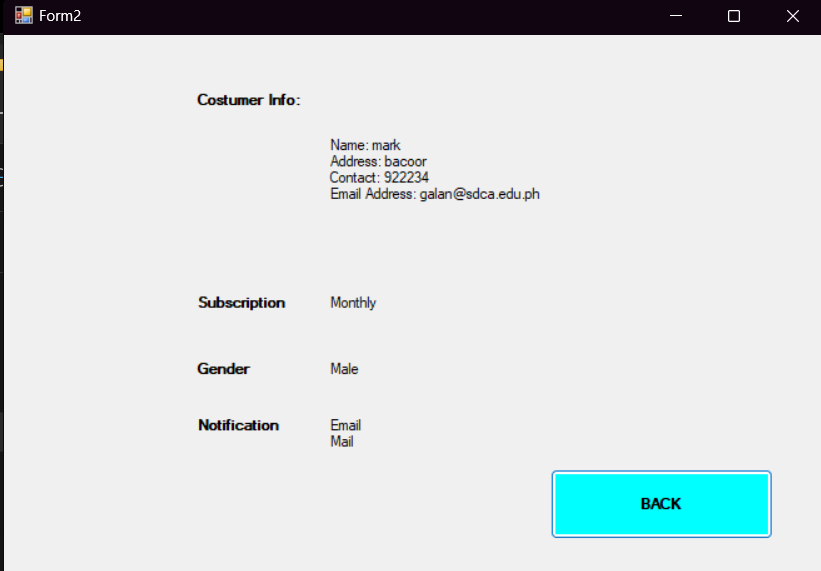 Form2
Costumer Info:
Name: mark
Address: bacoor
Contact: 922234
Email Address: galan@sdca.edu.ph
Subscription Monthly
Gender Male
Notification Email
Mail
BACK